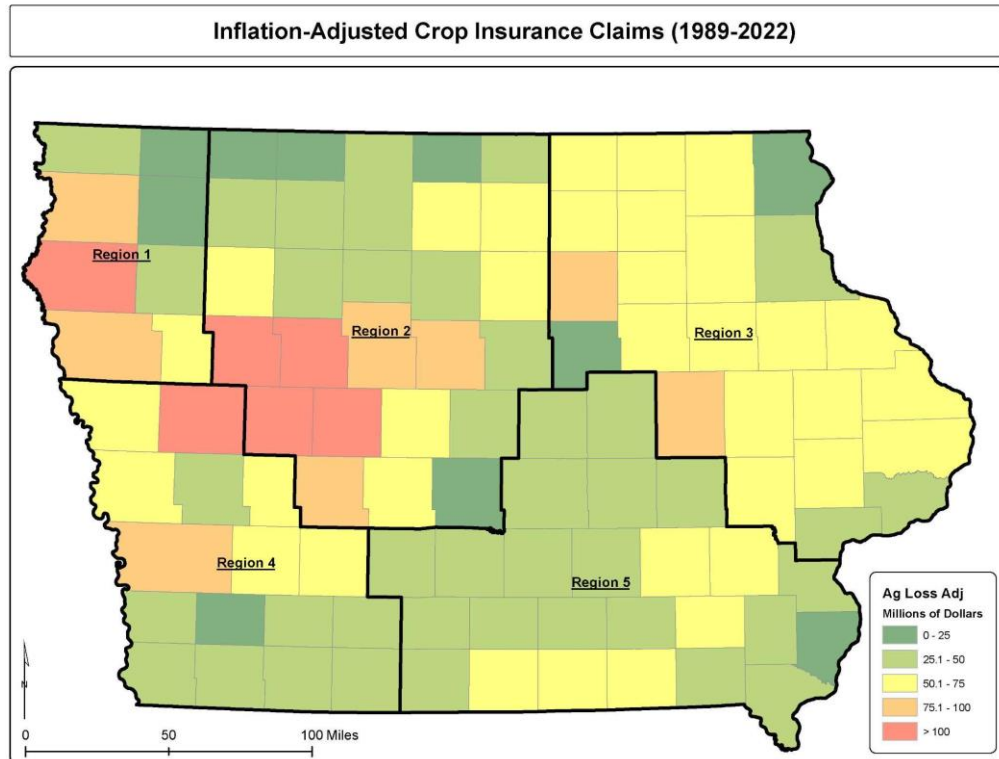 Inflation-Adjusted Crop Insurance Claims (1989-2022)
Region 1
Region 2
Region 3
Region 4
Region 5
N
0 50 100 Miles
Ag Loss Adj
Millions of Dollars
0 - 25
25.1 - 50
50.1 - 75
75.1 - 100
> 100